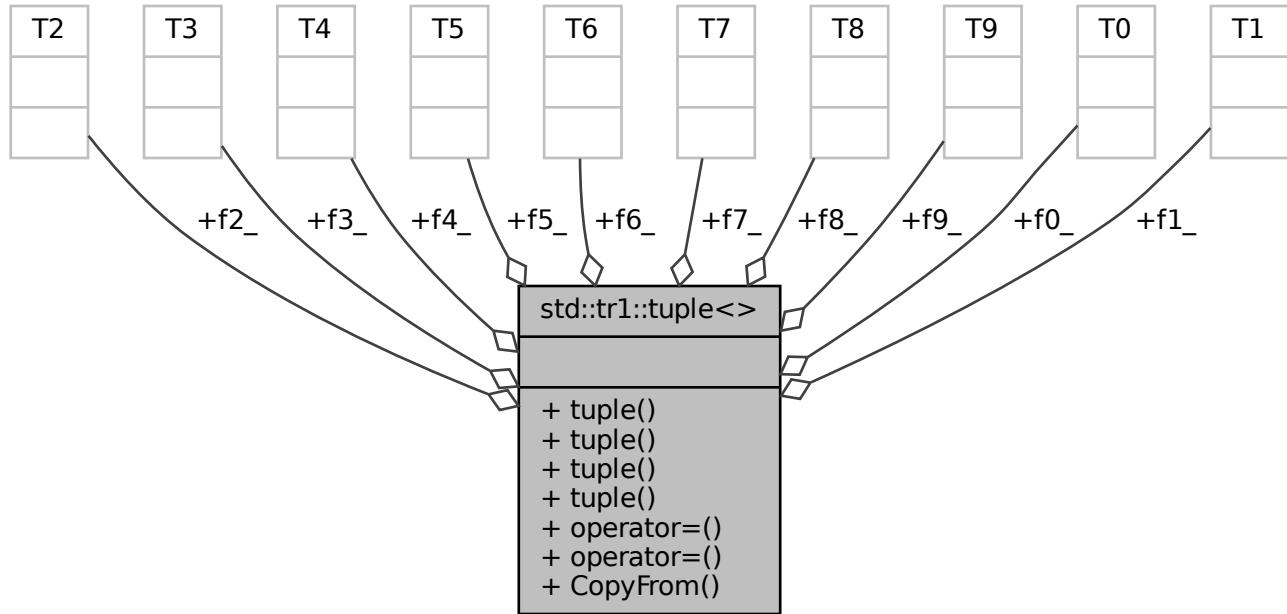 T2 T3 T4 T5 T6 T7 T8 T9 T0 T1
+f2_ +f3_ +f4_ +f5_ +f6_ +f7_ +f8_ +f9_ +f0_ +f1_
std::tr1::tuple<>
+ tuple()
+ tuple()
+ tuple()
+ tuple()
+ operator=()
+ operator=()
+ CopyFrom()